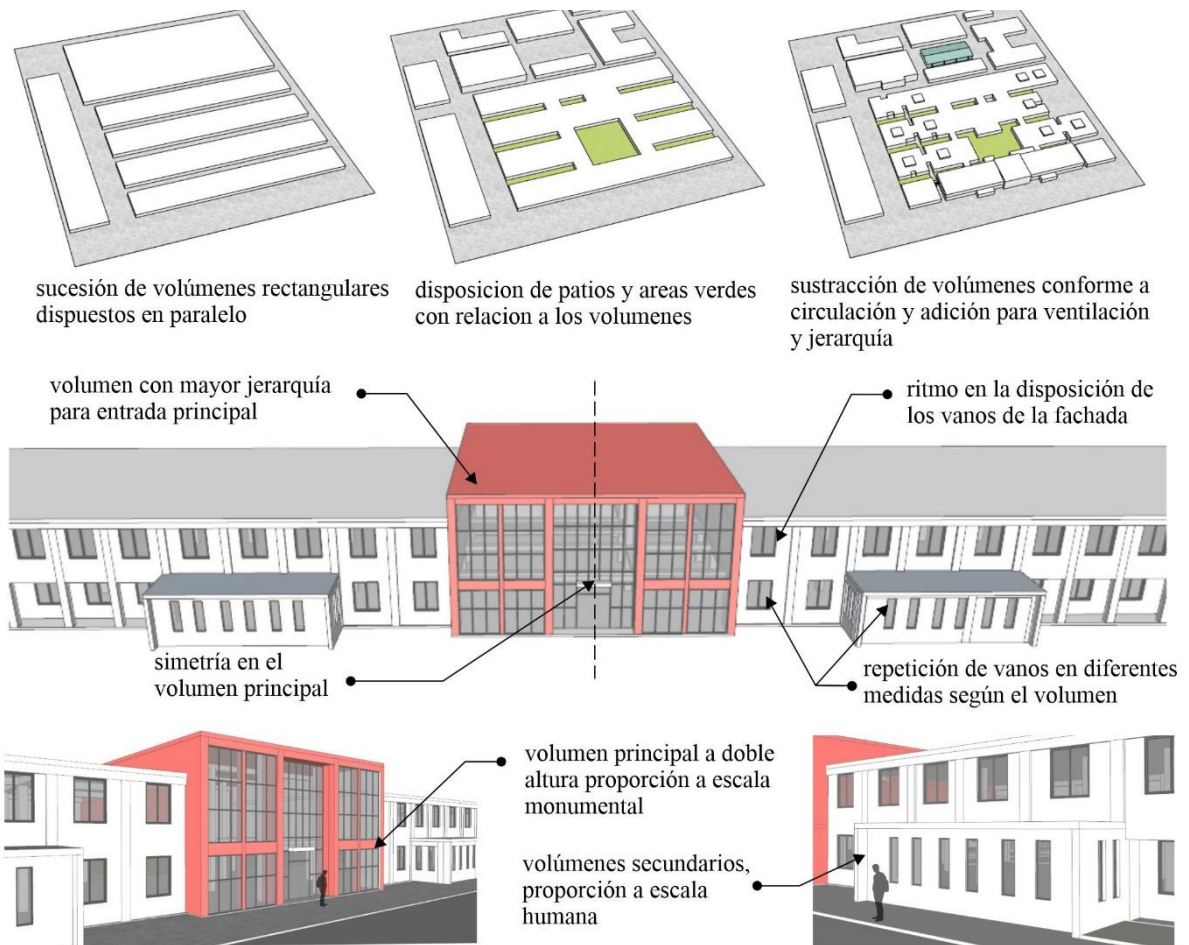 sucesión de volúmenes rectangulares
dispuestos en paralelo
disposicion de patios y areas verdes
con relacion a los volumenes
sustracción de volúmenes conforme a
circulación y adición para ventilación
y jerarquía
volumen con mayor jerarquía
para entrada principal
ritmo en la disposición de
los vanos de la fachada
simetría en el
volumen principal
repetición de vanos en diferentes
medidas según el volumen
volumen principal a doble
altura proporción a escala
monumental
volúmenes secundarios,
proporción a escala
humana